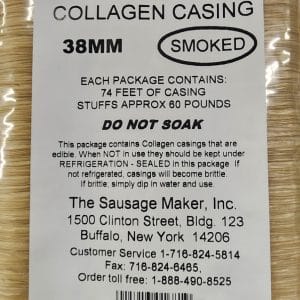 COLLAGEN CASING
38MM SMOKED
EACH PACKAGE CONTAINS:
74 FEET OF CASING
STUFFS APPROX 60 POUNDS
DO NOT SOAK
This package contains Collagen casings that are
edible. When NOT in use they should be kept under
REFRIGERATION - SEALED in this package. If
not refrigerated, casings will become brittle.
If brittle, simply dip in water and use.
The Sausage Maker, Inc.
1500 Clinton Street, Bldg. 123
Buffalo, New York 14206
Customer Service 1-716-824-5814
Fax: 716-824-6465,
Order toll free: 1-888-490-8525